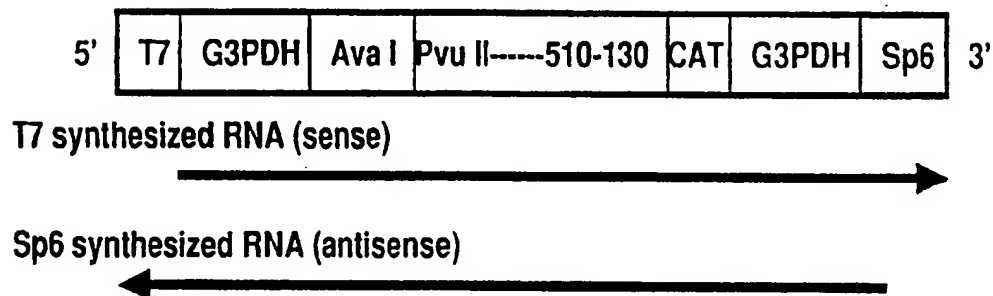 5' T7 G3PDH Ava I Pvu II------510-130 CAT G3PDH Sp6 3'
T7 synthesized RNA (sense)
Sp6 synthesized RNA (antisense)